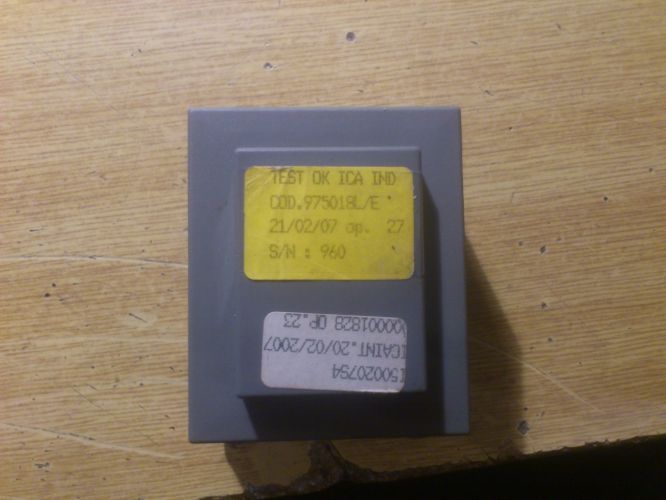 TEST OK ICA IND
COD.975018L/E
21/02/07 op. 27
S/N : 960
I50020794
ICAINT.20/02/2007
X00001828 OP.23